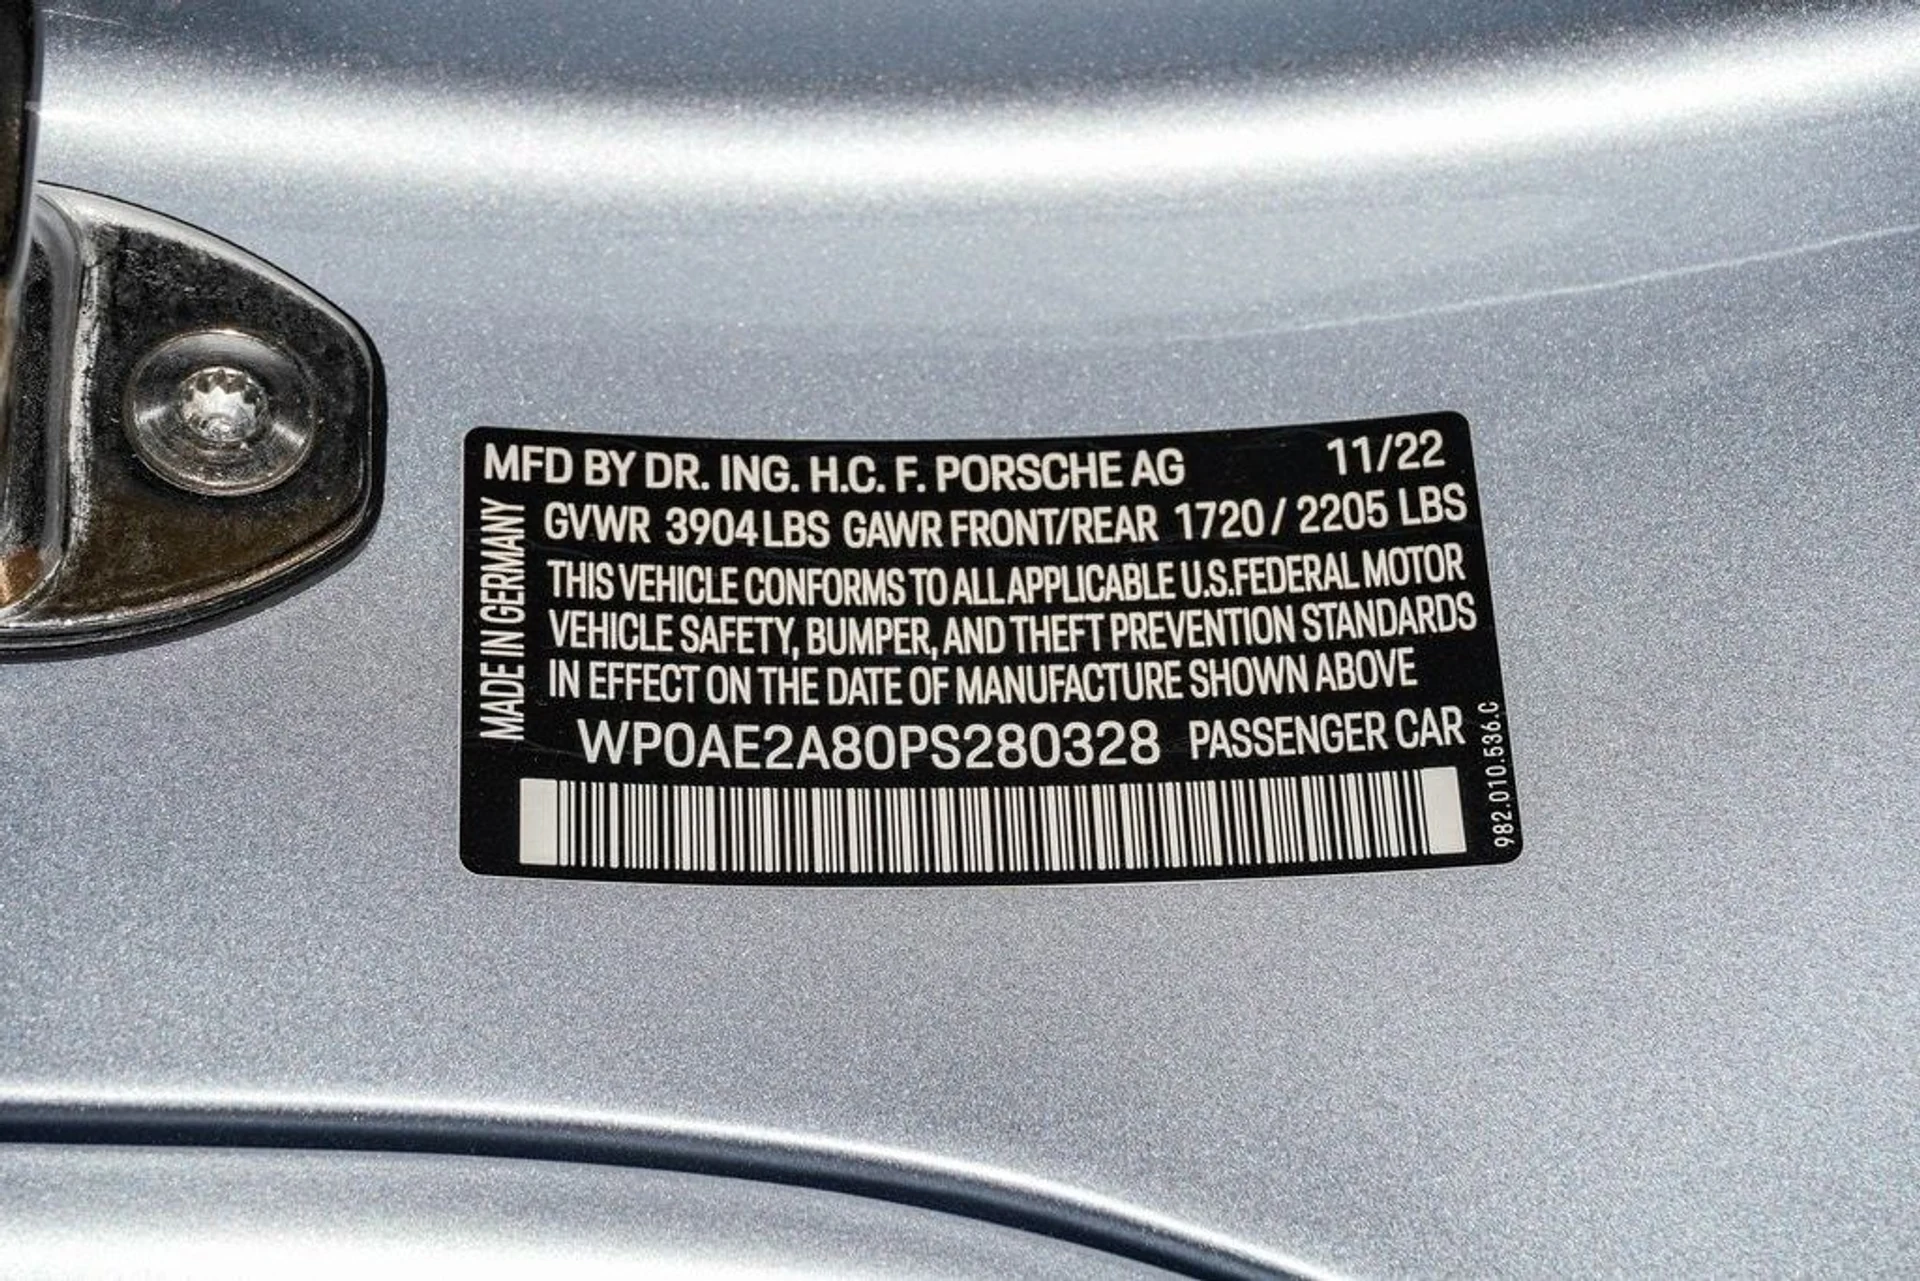 MFD BY DR. ING. H.C. F. PORSCHE AG 11/22
GVWR 3904 LBS GAWR FRONT/REAR 1720 / 2205 LBS
THIS VEHICLE CONFORMS TO ALL APPLICABLE U.S.FEDERAL MOTOR
VEHICLE SAFETY, BUMPER, AND THEFT PREVENTION STANDARDS
IN EFFECT ON THE DATE OF MANUFACTURE SHOWN ABOVE
WP0AE2A80PS280328 PASSENGER CAR
MADE IN GERMANY
982.010.536.C